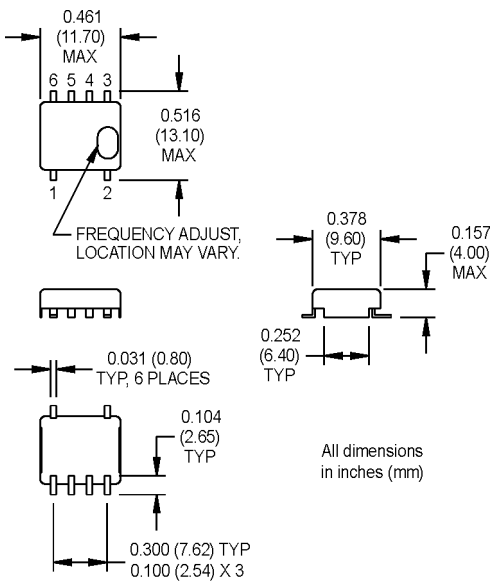 0.461
(11.70)
MAX
6 5 4 3
0.516
(13.10)
MAX
1 2
FREQUENCY ADJUST,
LOCATION MAY VARY.
0.378
(9.60)
TYP
0.157
(4.00)
MAX
0.252
(6.40)
TYP
0.031 (0.80)
TYP, 6 PLACES
0.104
(2.65)
TYP
All dimensions
in inches (mm)
0.300 (7.62) TYP
0.100 (2.54) X 3